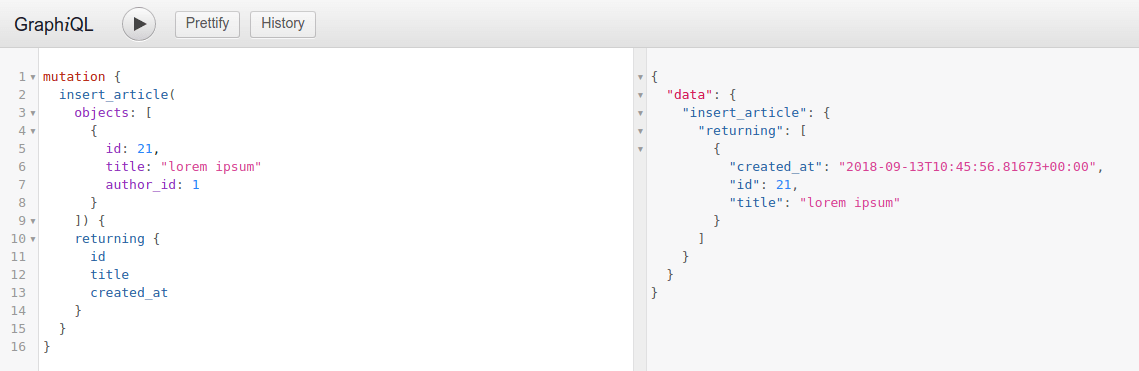 GraphiQL Prettify History
1 mutation {
2 insert_article(
3 objects: [
4 {
5 id: 21,
6 title: "lorem ipsum"
7 author_id: 1
8 }
9 ]) {
10 returning {
11 id
12 title
13 created_at
14 }
15 }
16 }
{
"data": {
"insert_article": {
"returning": [
{
"created_at": "2018-09-13T10:45:56.81673+00:00",
"id": 21,
"title": "lorem ipsum"
}
]
}
}
}